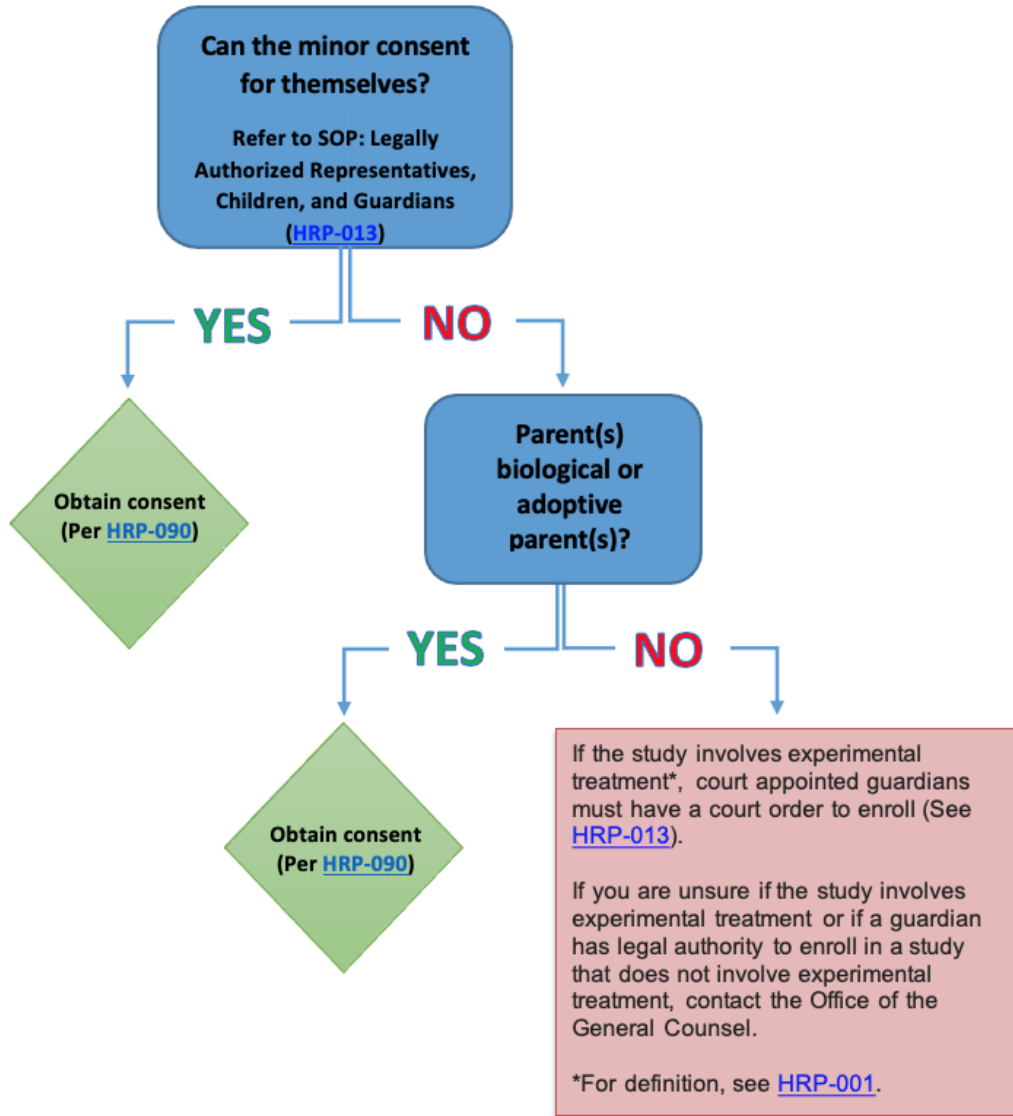 Can the minor consent
for themselves?
Refer to SOP: Legally
Authorized Representatives,
Children, and Guardians
(HRP-013)
YES
NO
Obtain consent
(Per HRP-090)
Parent(s)
biological or
adoptive
parent(s)?
YES
NO
Obtain consent
(Per HRP-090)
If the study involves experimental
treatment*, court appointed guardians
must have a court order to enroll (See
HRP-013).
If you are unsure if the study involves
experimental treatment or if a guardian
has legal authority to enroll in a study
that does not involve experimental
treatment, contact the Office of the
General Counsel.
*For definition, see HRP-001.